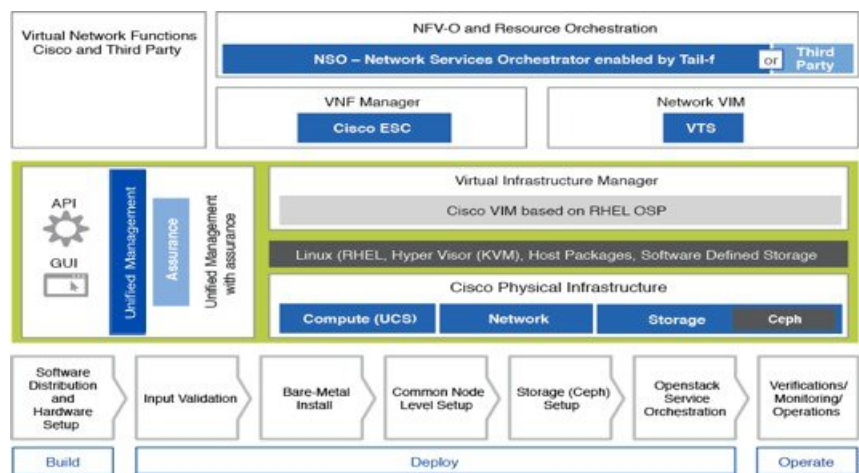 Virtual Network Functions
Cisco and Third Party
NFV-O and Resource Orchestration
NSO – Network Services Orchestrator enabled by Tail-f
or
Third
Party
VNF Manager
Cisco ESC
Network VIM
VTS
API
GUI
Unified Management
Assurance
Unified Management
with assurance
Virtual Infrastructure Manager
Cisco VIM based on RHEL OSP
Linux (RHEL, Hyper Visor (KVM), Host Packages, Software Defined Storage
Cisco Physical Infrastructure
Compute (UCS)
Network
Storage
Ceph
Software
Distribution
and
Hardware
Setup
Input Validation
Bare-Metal
Install
Common Node
Level Setup
Storage (Ceph)
Setup
Openstack
Service
Orchestration
Verifications/
Monitoring/
Operations
Build
Deploy
Operate